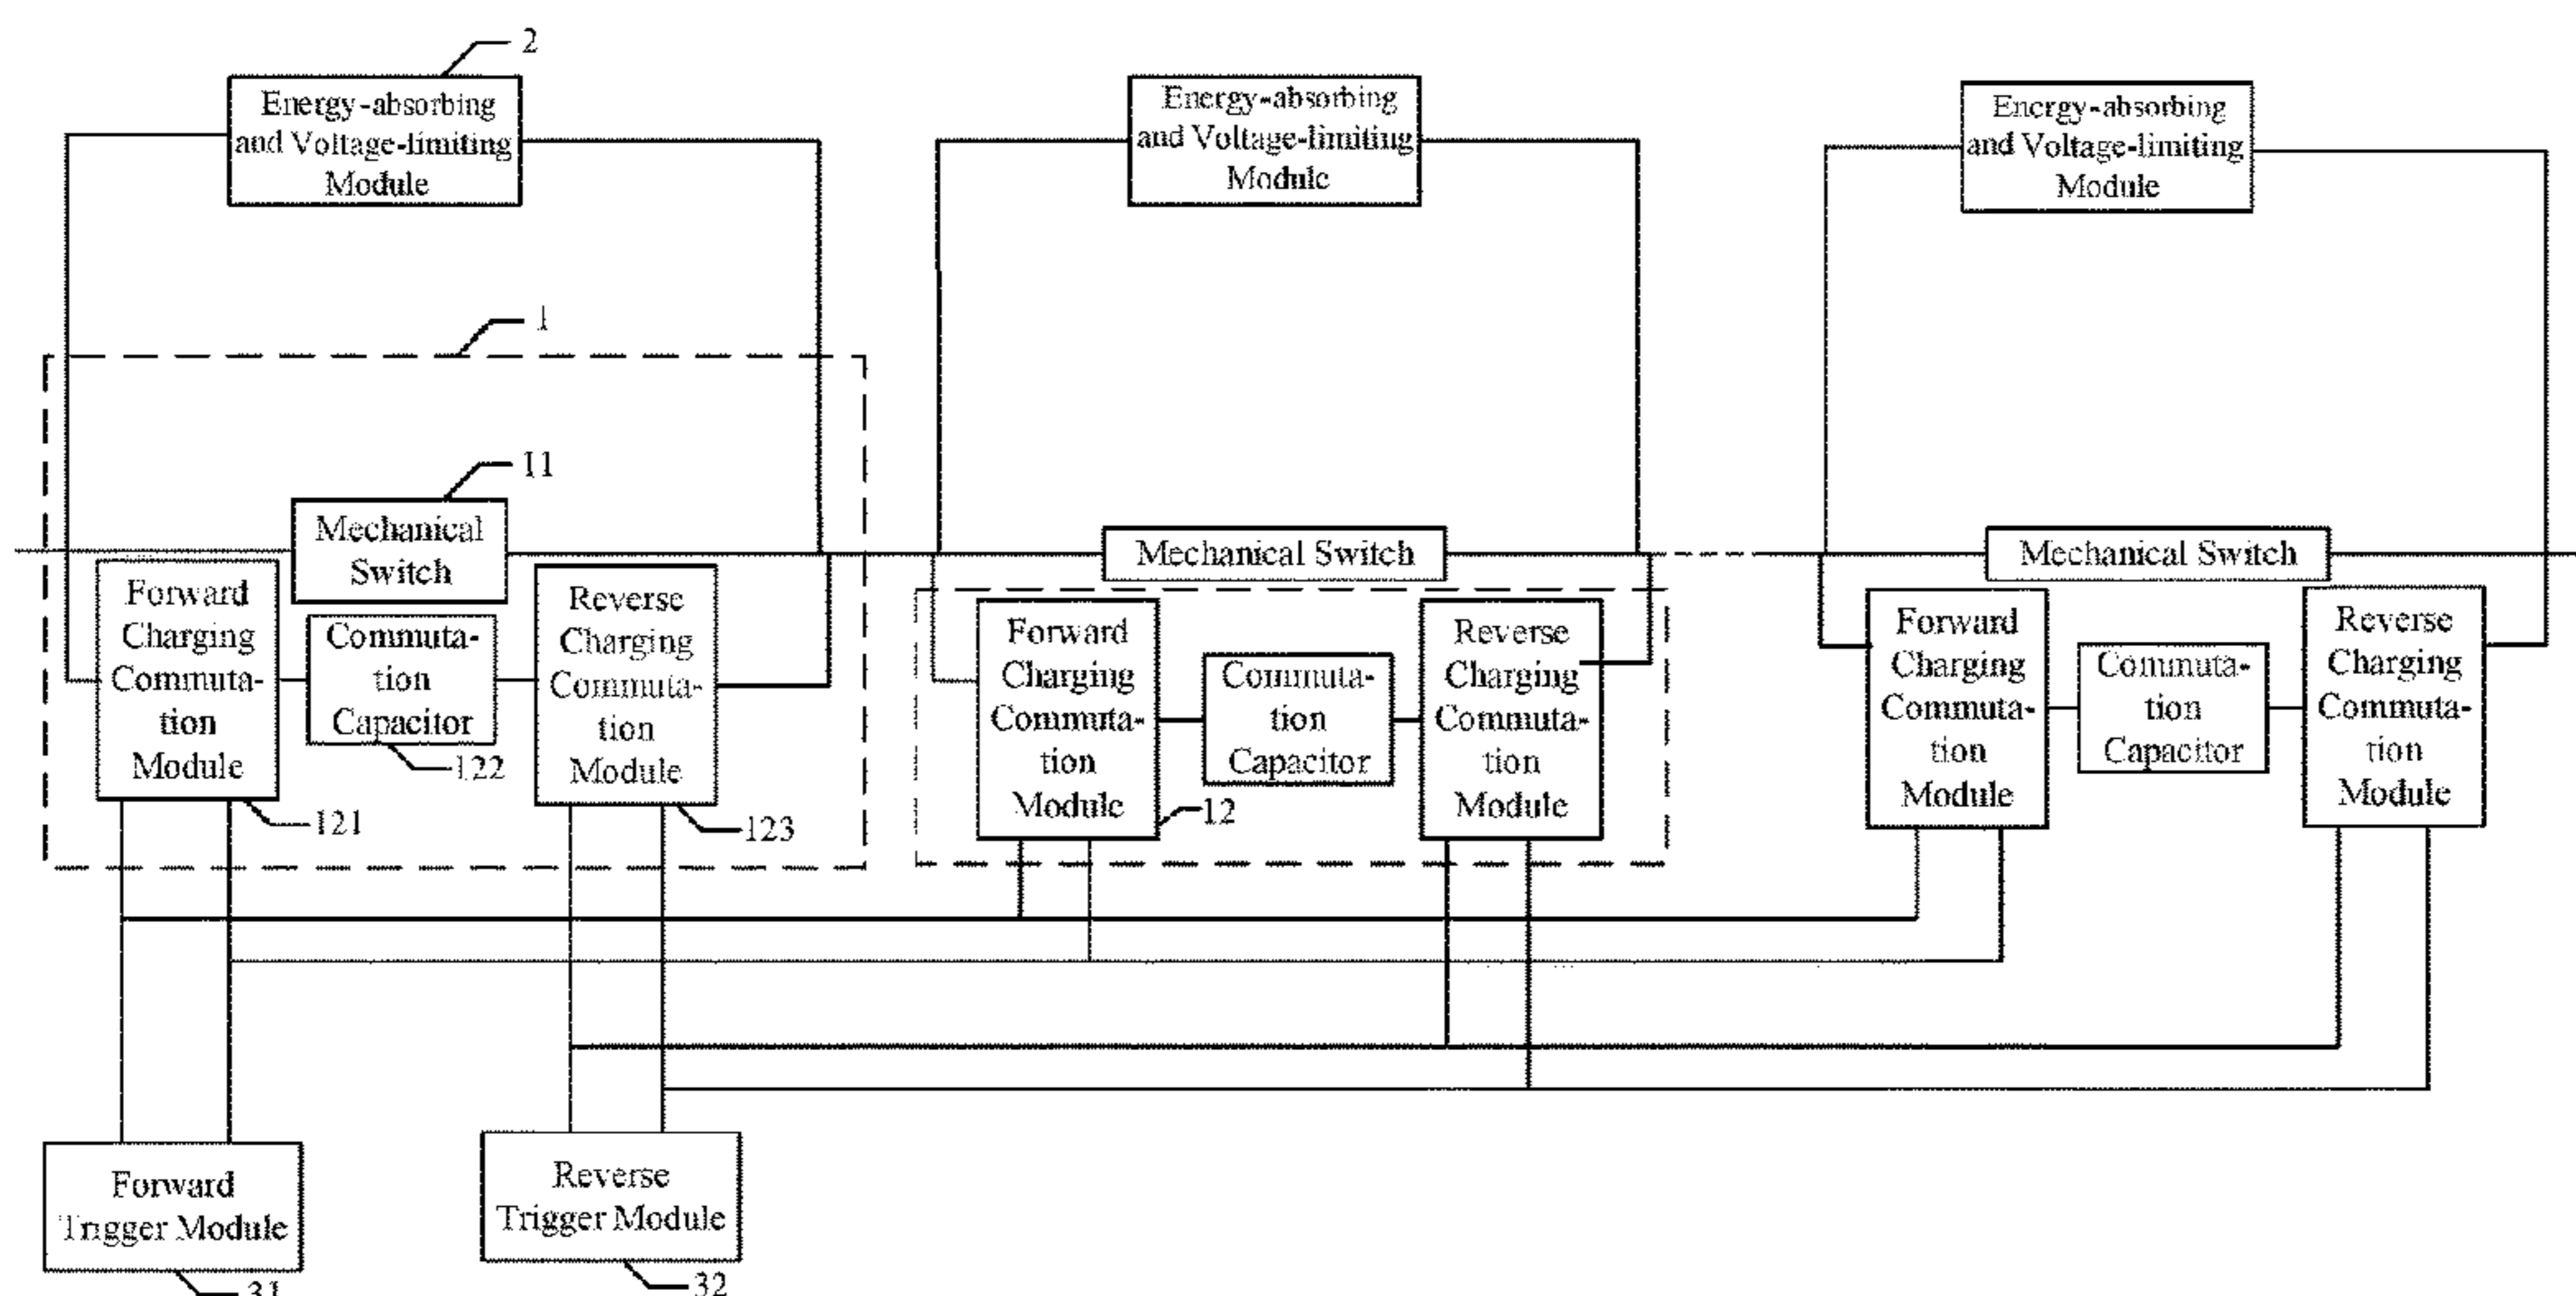 2
Energy-absorbing
and Voltage-limiting
Module
Energy-absorbing
and Voltage-limiting
Module
Energy-absorbing
and Voltage-limiting
Module
1
11
Mechanical
Switch
Mechanical Switch
Mechanical Switch
Forward
Charging
Commuta-
tion
Module
Commuta-
tion
Capacitor
Reverse
Charging
Commuta-
tion
Module
122
121
123
Forward
Charging
Commuta-
tion
Module
Commuta-
tion
Capacitor
Reverse
Charging
Commuta-
tion
Module
12
Forward
Charging
Commuta-
tion
Module
Commuta-
tion
Capacitor
Reverse
Charging
Commuta-
tion
Module
Forward
Trigger Module
31
Reverse
Trigger Module
32